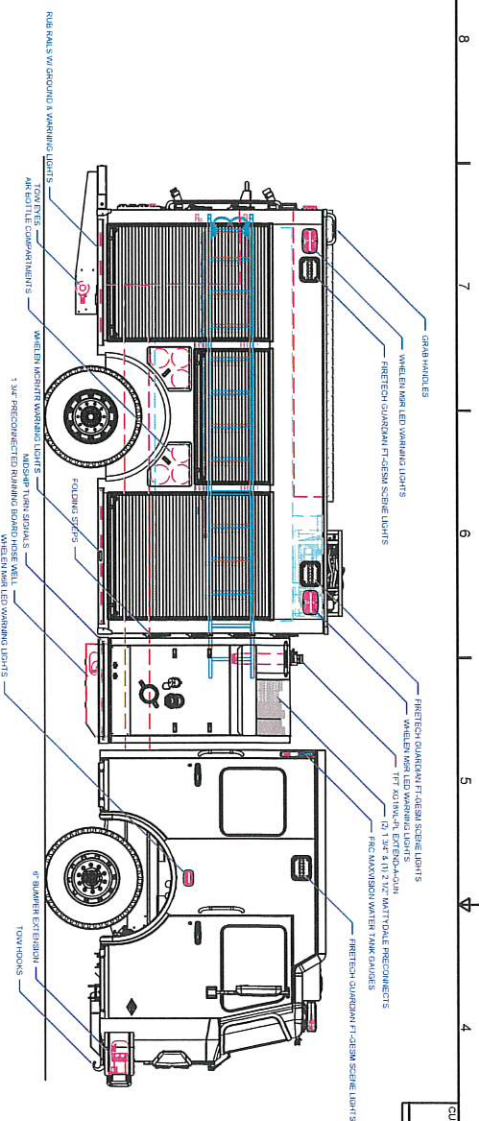 8
7
6
5
4
CU
GRAB HANDLES
WHELEN M9R LED WARNING LIGHTS
FIRETECH GUARDIAN FT-GESM SCENE LIGHTS
FIRETECH GUARDIAN FT-GESM SCENE LIGHTS
WHELEN M9R LED WARNING LIGHTS
TFT XG18VL-PL EXTEND-A-GUN
(2) 1 3/4" & (1) 2 1/2" MATTYDALE PRECONNECTS
FRC MAXVISION WATER TANK GAUGES
FIRETECH GUARDIAN FT-GESM SCENE LIGHTS
RUB RAILS W/ GROUND & WARNING LIGHTS
TOW EYES
AIR BOTTLE COMPARTMENTS
WHELEN MCRNTR WARNING LIGHTS
FOLDING STEPS
MIDSHIP TURN SIGNALS
1 3/4" PRECONNECTED RUNNING BOARD HOSE WELL
WHELEN M6R LED WARNING LIGHTS
6" BUMPER EXTENSION
TOW HOOKS